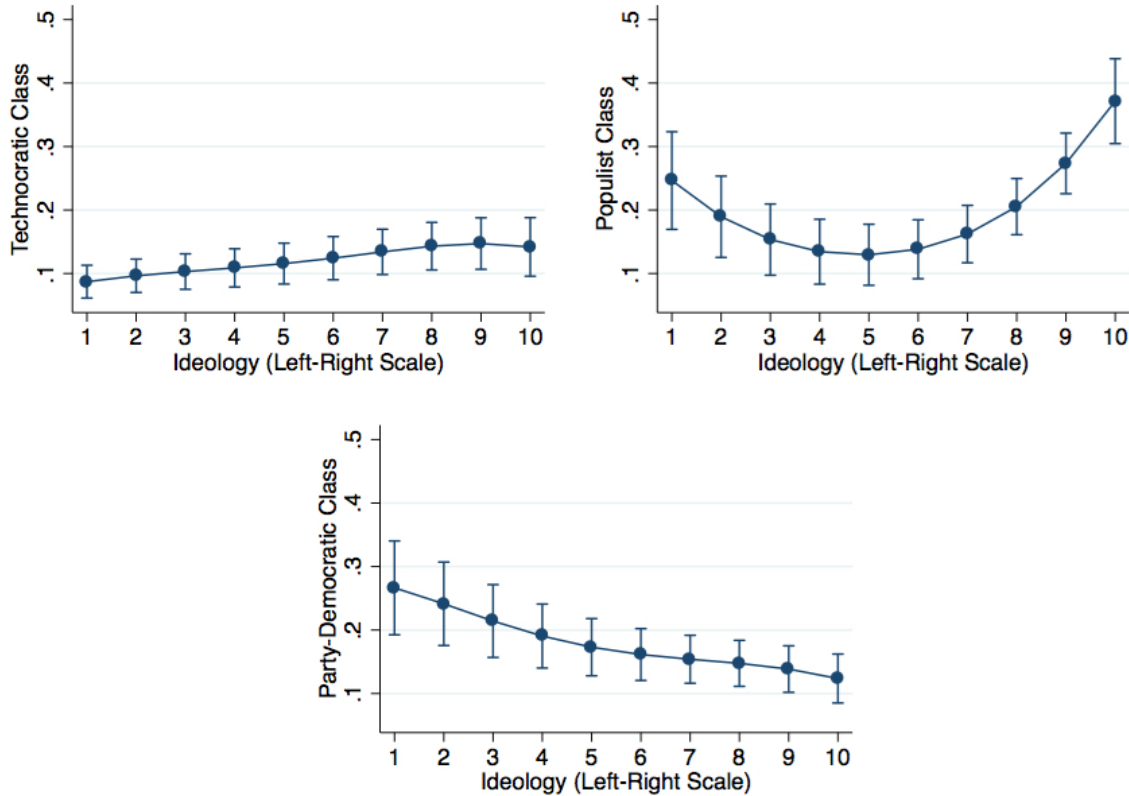 Technocratic Class
.5
.4
.3
.2
.1
1 2 3 4 5 6 7 8 9 10
Ideology (Left-Right Scale)
Populist Class
.5
.4
.3
.2
.1
1 2 3 4 5 6 7 8 9 10
Ideology (Left-Right Scale)
Party-Democratic Class
.5
.4
.3
.2
.1
1 2 3 4 5 6 7 8 9 10
Ideology (Left-Right Scale)